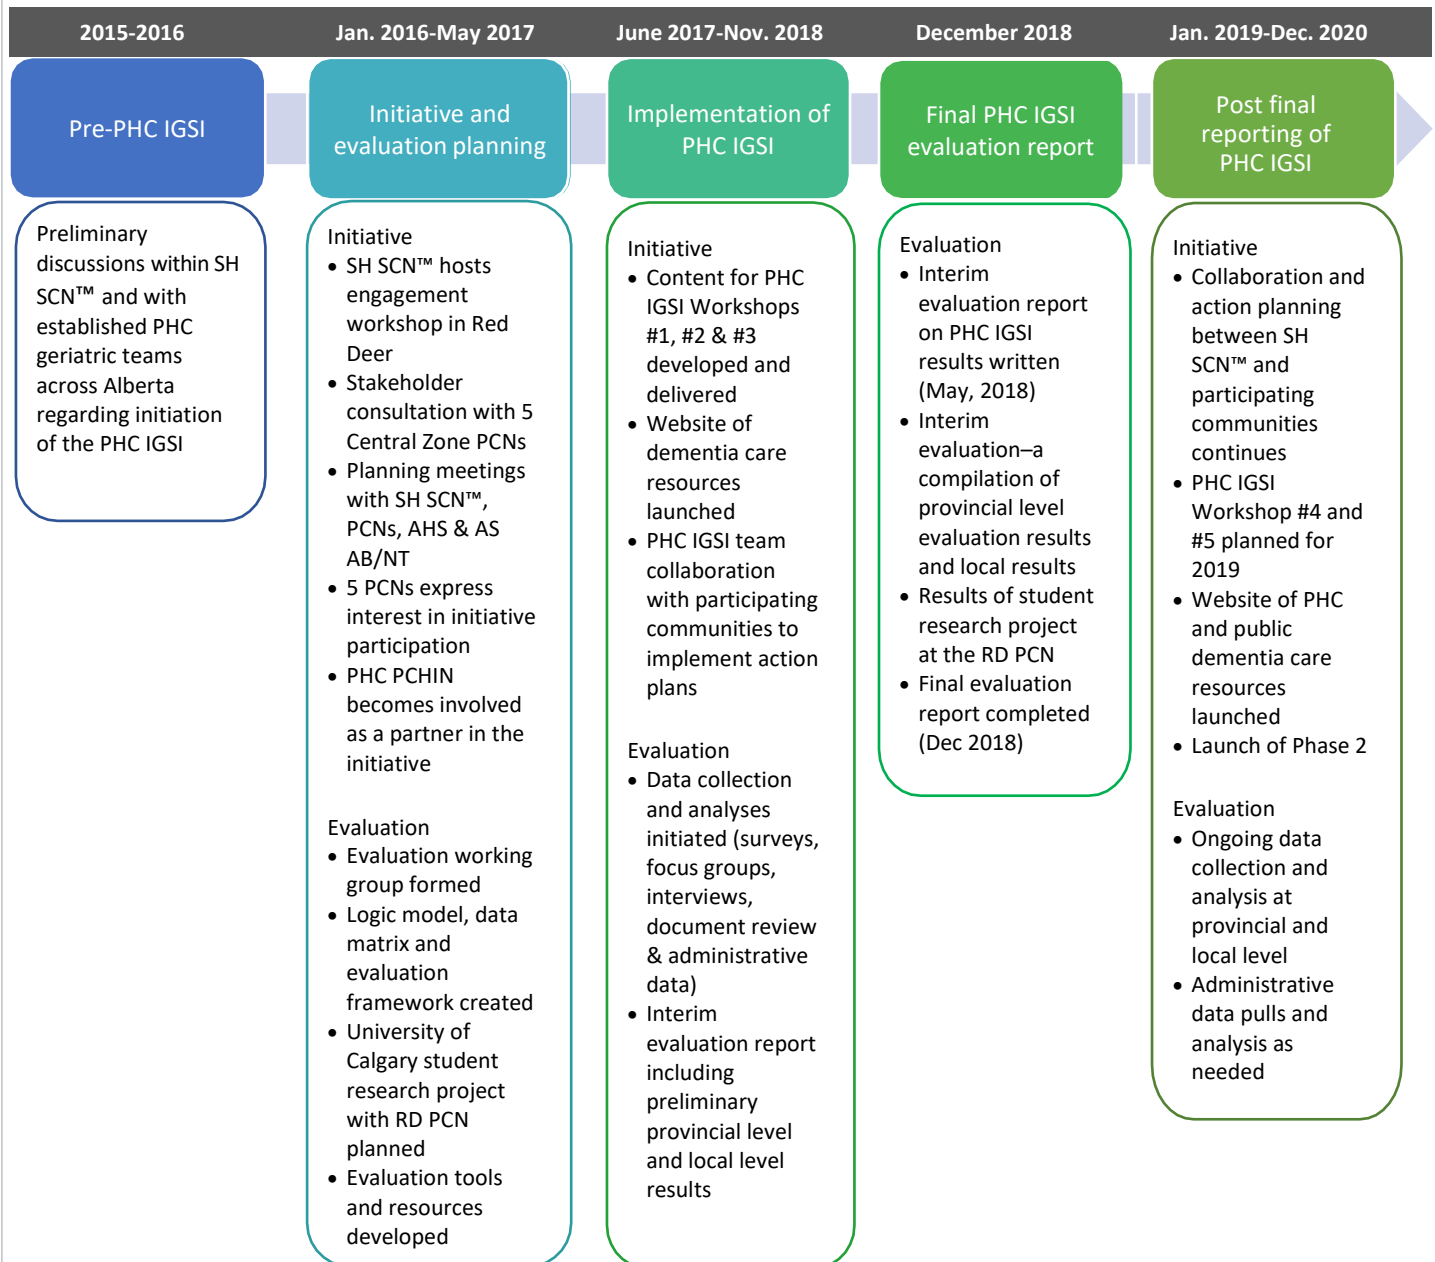 2015-2016
Jan. 2016-May 2017
June 2017-Nov. 2018
December 2018
Jan. 2019-Dec. 2020
Pre-PHC IGSI
Initiative and
evaluation planning
Implementation of
PHC IGSI
Final PHC IGSI
evaluation report
Post final
reporting of
PHC IGSI
Preliminary
discussions within SH
SCN™ and with
established PHC
geriatric teams
across Alberta
regarding initiation
of the PHC IGSI
Initiative
• SH SCN™ hosts
engagement
workshop in Red
Deer
• Stakeholder
consultation with 5
Central Zone PCNs
• Planning meetings
with SH SCN™,
PCNs, AHS & AS
AB/NT
• 5 PCNs express
interest in initiative
participation
• PHC PCHIN
becomes involved
as a partner in the
initiative
Evaluation
• Evaluation working
group formed
• Logic model, data
matrix and
evaluation
framework created
• University of
Calgary student
research project
with RD PCN
planned
• Evaluation tools
and resources
developed
Initiative
• Content for PHC
IGSI Workshops
#1, #2 & #3
developed and
delivered
• Website of
dementia care
resources
launched
• PHC IGSI team
collaboration
with participating
communities to
implement action
plans
Evaluation
• Data collection
and analyses
initiated (surveys,
focus groups,
interviews,
document review
& administrative
data)
• Interim
evaluation report
including
preliminary
provincial level
and local level
results
Evaluation
• Interim
evaluation report
on PHC IGSI
results written
(May, 2018)
• Interim
evaluation–a
compilation of
provincial level
evaluation results
and local results
• Results of student
research project
at the RD PCN
• Final evaluation
report completed
(Dec 2018)
Initiative
• Collaboration and
action planning
between SH
SCN™ and
participating
communities
continues
• PHC IGSI
Workshop #4 and
#5 planned for
2019
• Website of PHC
and public
dementia care
resources
launched
• Launch of Phase 2
Evaluation
• Ongoing data
collection and
analysis at
provincial and
local level
• Administrative
data pulls and
analysis as
needed